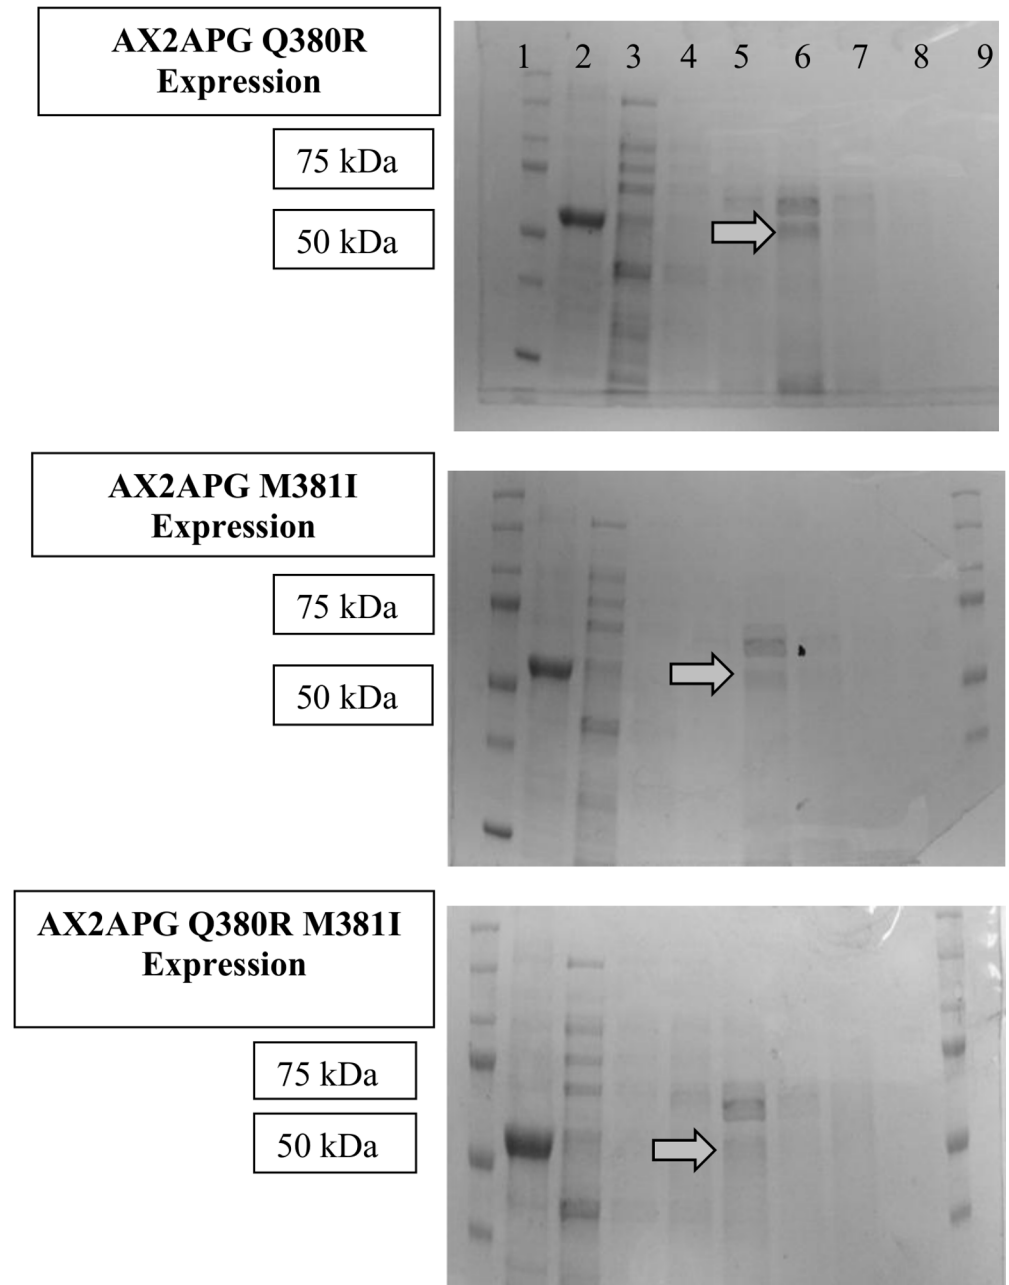 AX2APG Q380R
Expression
1 2 3 4 5 6 7 8 9
75 kDa
50 kDa
AX2APG M381I
Expression
75 kDa
50 kDa
AX2APG Q380R M381I
Expression
75 kDa
50 kDa